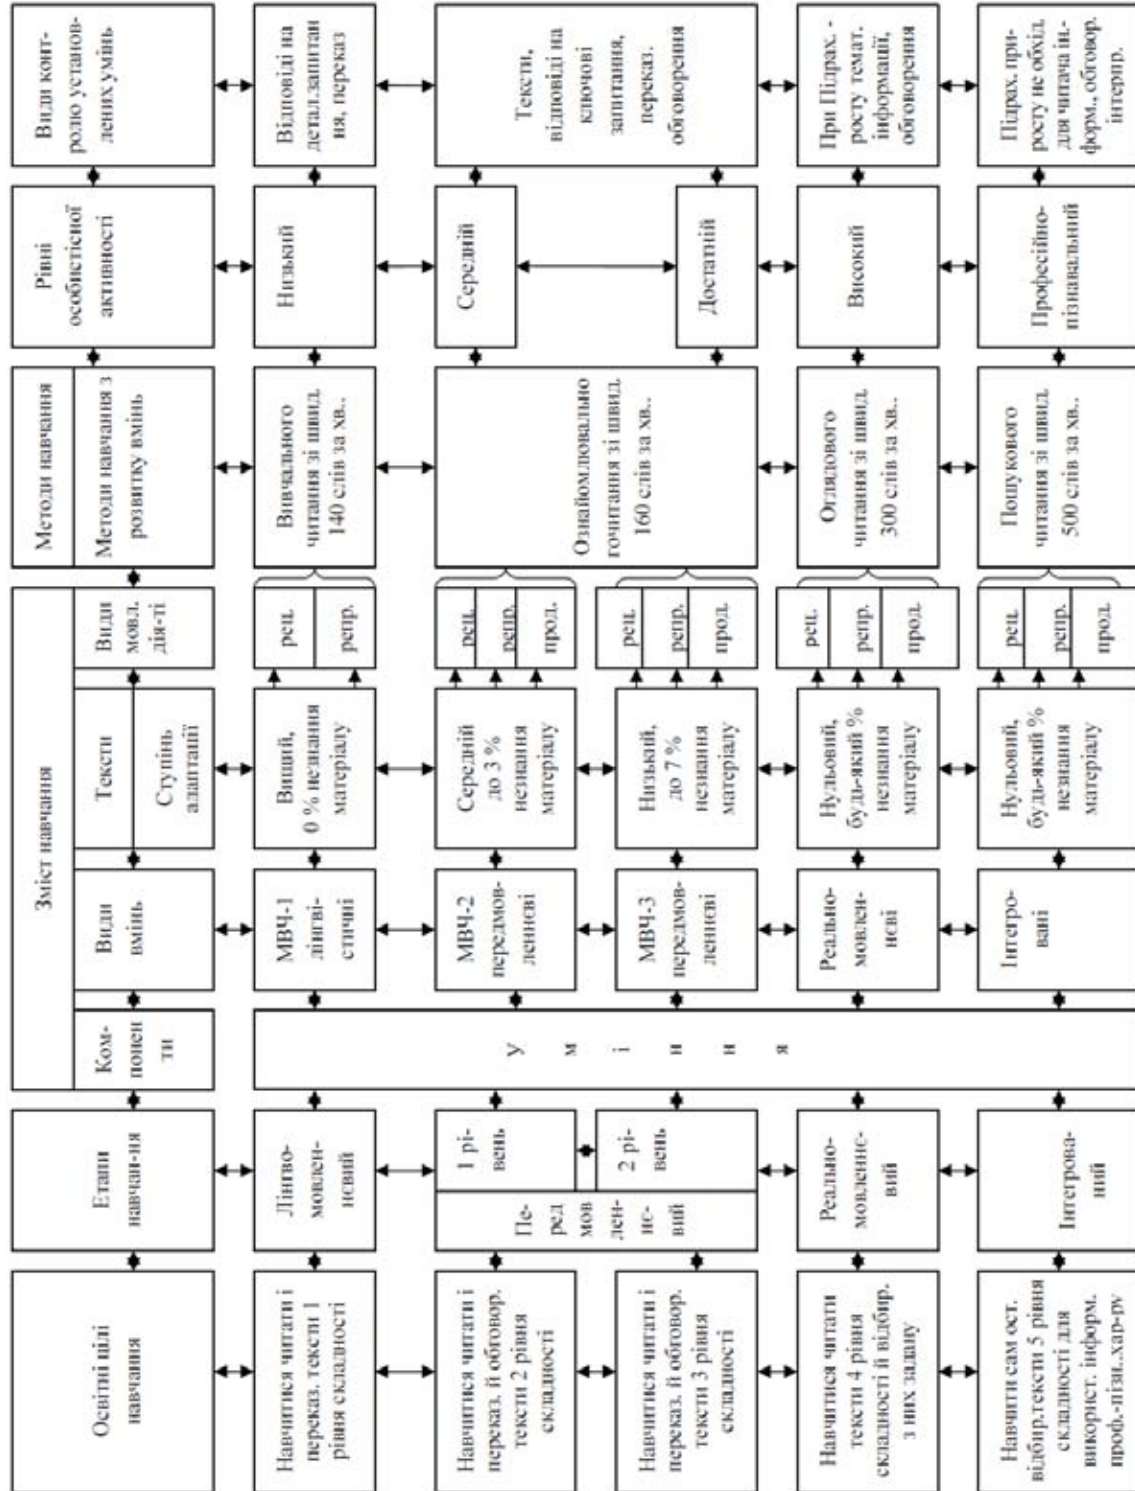 Освітні цілі
навчання
Етапи
навчан-ня
Зміст навчання
Ком-
понен
ти
Види
вмінь
Тексти
Ступінь
адаптації
Види
мовл.
дія-ті
Методи навчання
Методи навчання з
розвитку вмінь
Рівні
особистісної
активності
Види конт-
ролю установ-
лених умінь
Навчитися читати і
переказ. тексти 1
рівня складності
Лінгво-
мовлен-
нєвий
У
м
і
н
н
я
МВЧ-1
лінгві-
стичні
Вищий,
0 % незнання
матеріалу
рец.
репр.
Вивчального
читання зі швид.
140 слів за хв..
Низький
Відповіді на
детал.запитан
ня, переказ
Навчитися читати і
переказ. й обговор.
тексти 2 рівня
складності
Пе-
ред
мов
лен-
нє-
вий
1 рі-
вень
МВЧ-2
передмов-
леннєві
Середній
до 3 %
незнання
матеріалу
рец.
репр.
прод.
Ознайомлювально
гочитання зі швид.
160 слів за хв..
Середній
Тексти,
відповіді на
ключові
запитання,
переказ.
обговорення
Навчитися читати і
переказ. й обговор.
тексти 3 рівня
складності
2 рі-
вень
МВЧ-3
передмов-
леннєві
Низький,
до 7 %
незнання
матеріалу
рец.
репр.
прод.
Достатній
Навчитися читати
тексти 4 рівня
складності й відбир.
з них задану
Реально-
мовленнє-
вий
Реально-
мовлен-
нєві
Нульовий,
будь-який %
незнання
матеріалу
рец.
репр.
прод.
Оглядового
читання зі швид.
300 слів за хв..
Високий
При Підрах. -
росту темат.
інформації,
обговорення
Навчити сам ост.
відбир.тексти 5 рівня
складності для
використ. інформ.
проф.-пізн..хар-ру
Інтегрова-
ний
Інтегро-
вані
Нульовий,
будь-який %
незнання
матеріалу
рец.
репр.
прод.
Пошукового
читання зі швид.
500 слів за хв..
Професійно-
пізнавальний
Підрах. при-
росту не обхід.
для читача ін.-
форм., обговор.
інтерпр.